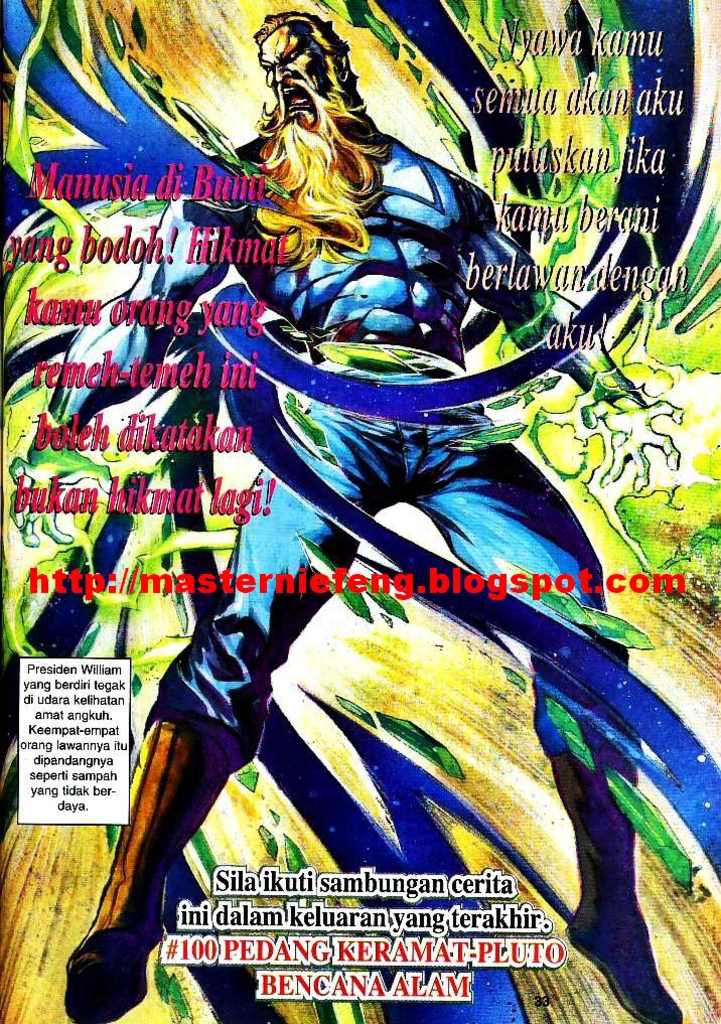 Nyawa kamu
semua akan aku
putuskan jika
kamu berani
berlawan dengan
aku!
Manusia di Bumi
yang bodoh! Hikmat
kamu orang yang
remeh-temeh ini
boleh dikatakan
bukan hikmat lagi!
http://masterniefeng.blogspot.com
Presiden William
yang berdiri tegak
di udara kelihatan
amat angkuh.
Keempat-empat
orang lawannya itu
dipandangnya
seperti sampah
yang tidak ber-
daya.
Sila ikuti sambungan cerita
ini dalam keluaran yang terakhir.
#100 PEDANG KERAMAT-PLUTO
BENCANA ALAM
33